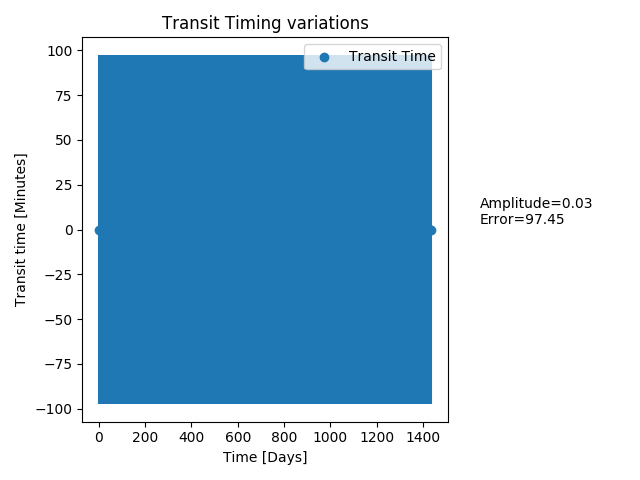 Transit Timing variations
Transit Time
Transit time [Minutes]
100
75
50
25
0
−25
−50
−75
−100
0 200 400 600 800 1000 1200 1400
Time [Days]
Amplitude=0.03
Error=97.45